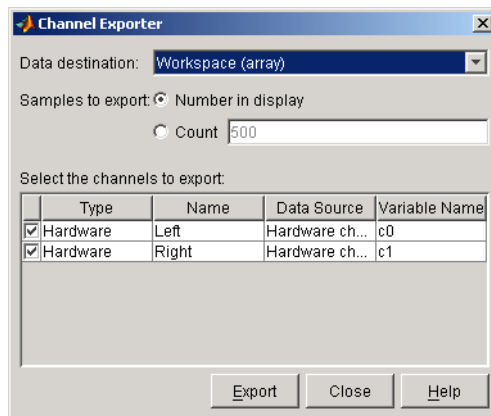 Channel Exporter
Data destination: Workspace (array)
Samples to export: Number in display
Count 500
Select the channels to export:
Type Name Data Source Variable Name
Hardware Left Hardware ch... c0
Hardware Right Hardware ch... c1
Export Close Help